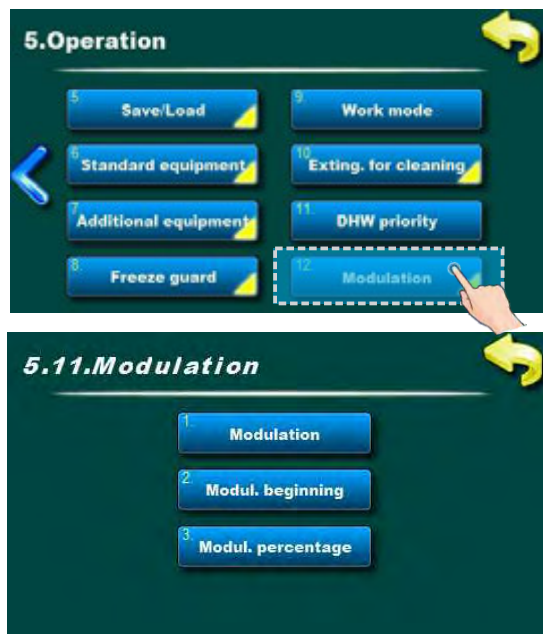 5.Operation
5. Save/Load
9. Work mode
6. Standard equipment
10. Exting. for cleaning
7. Additional equipment
11. DHW priority
8. Freeze guard
12. Modulation
5.11.Modulation
1. Modulation
2. Modul. beginning
3. Modul. percentage